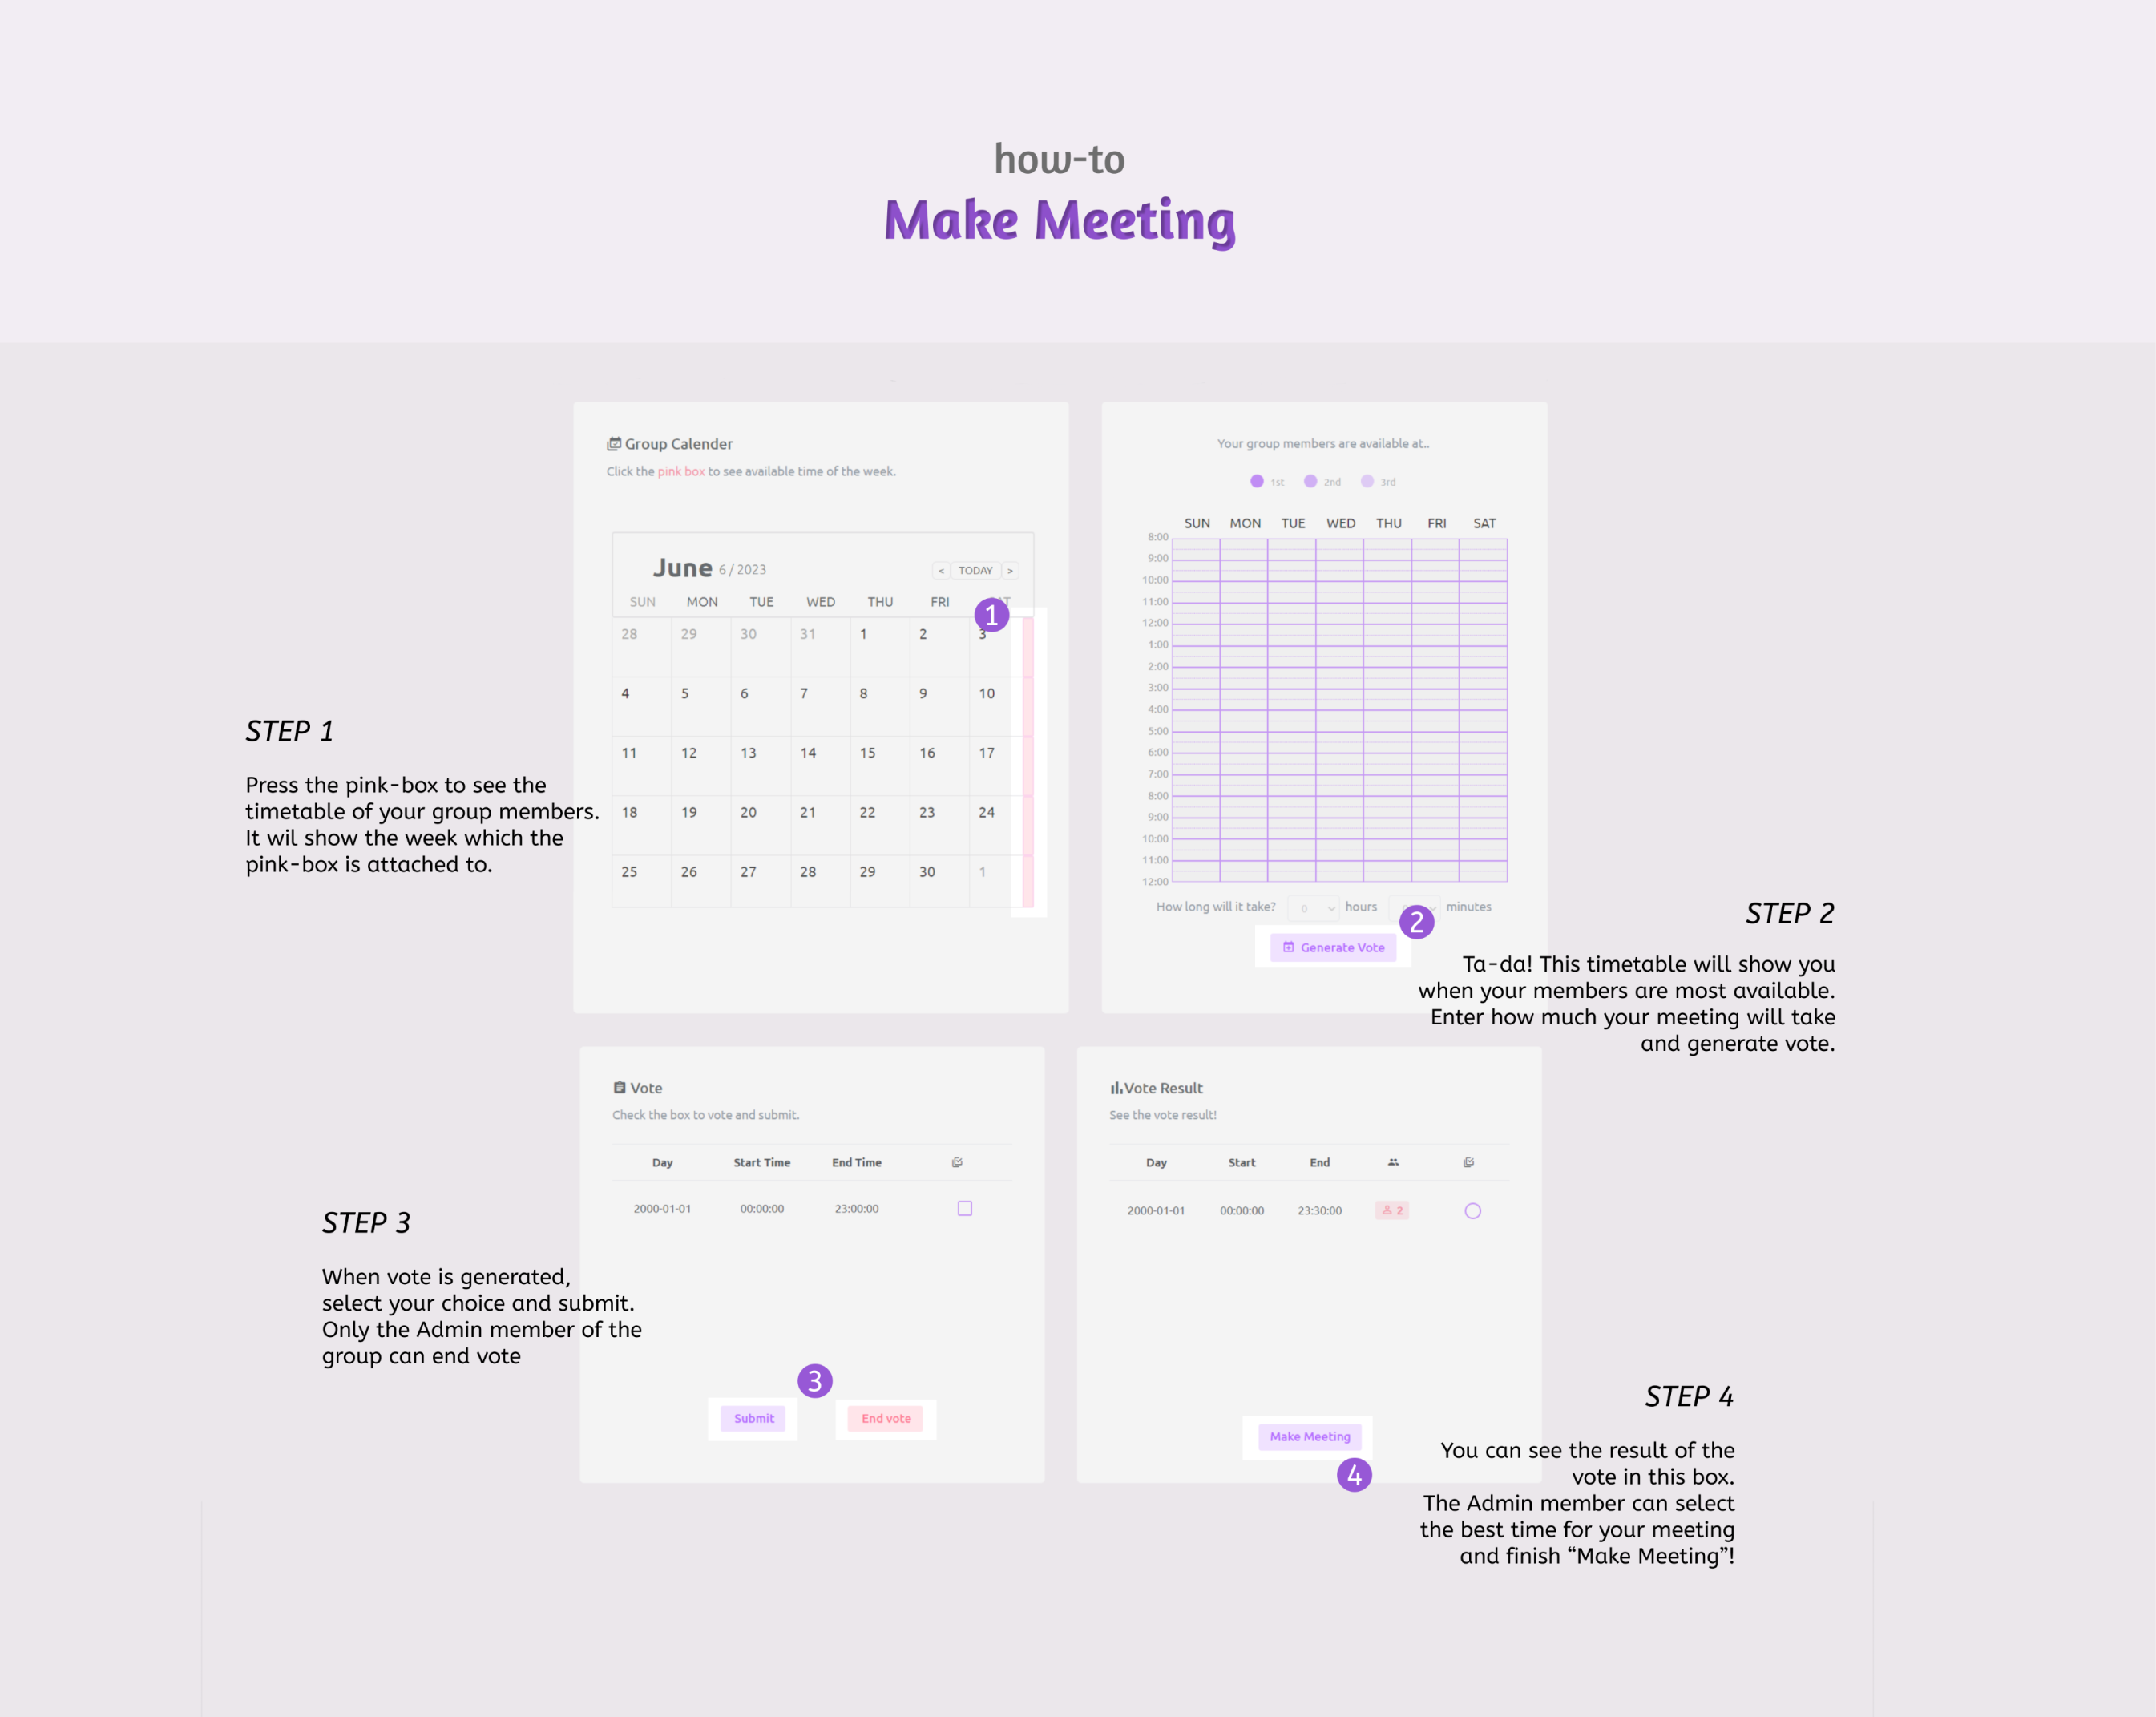 how-to
Make Meeting
Group Calender
Click the pink box to see available time of the week.
June 6 / 2023
< TODAY >
SUN MON TUE WED THU FRI
28 29 30 31 1 2 3
4 5 6 7 8 9 10
11 12 13 14 15 16 17
18 19 20 21 22 23 24
25 26 27 28 29 30 1
1
STEP 1
Press the pink-box to see the
timetable of your group members.
It wil show the week which the
pink-box is attached to.
Your group members are available at..
1st 2nd 3rd
SUN MON TUE WED THU FRI SAT
8:00
9:00
10:00
11:00
12:00
1:00
2:00
3:00
4:00
5:00
6:00
7:00
8:00
9:00
10:00
11:00
12:00
How long will it take? 0 hours minutes
2
Generate Vote
STEP 2
Ta-da! This timetable will show you
when your members are most available.
Enter how much your meeting will take
and generate vote.
Vote
Check the box to vote and submit.
Day Start Time End Time
2000-01-01 00:00:00 23:00:00
3
Submit End vote
STEP 3
When vote is generated,
select your choice and submit.
Only the Admin member of the
group can end vote
Vote Result
See the vote result!
Day Start End
2000-01-01 00:00:00 23:30:00 2
Make Meeting
4
STEP 4
You can see the result of the
vote in this box.
The Admin member can select
the best time for your meeting
and finish “Make Meeting”!